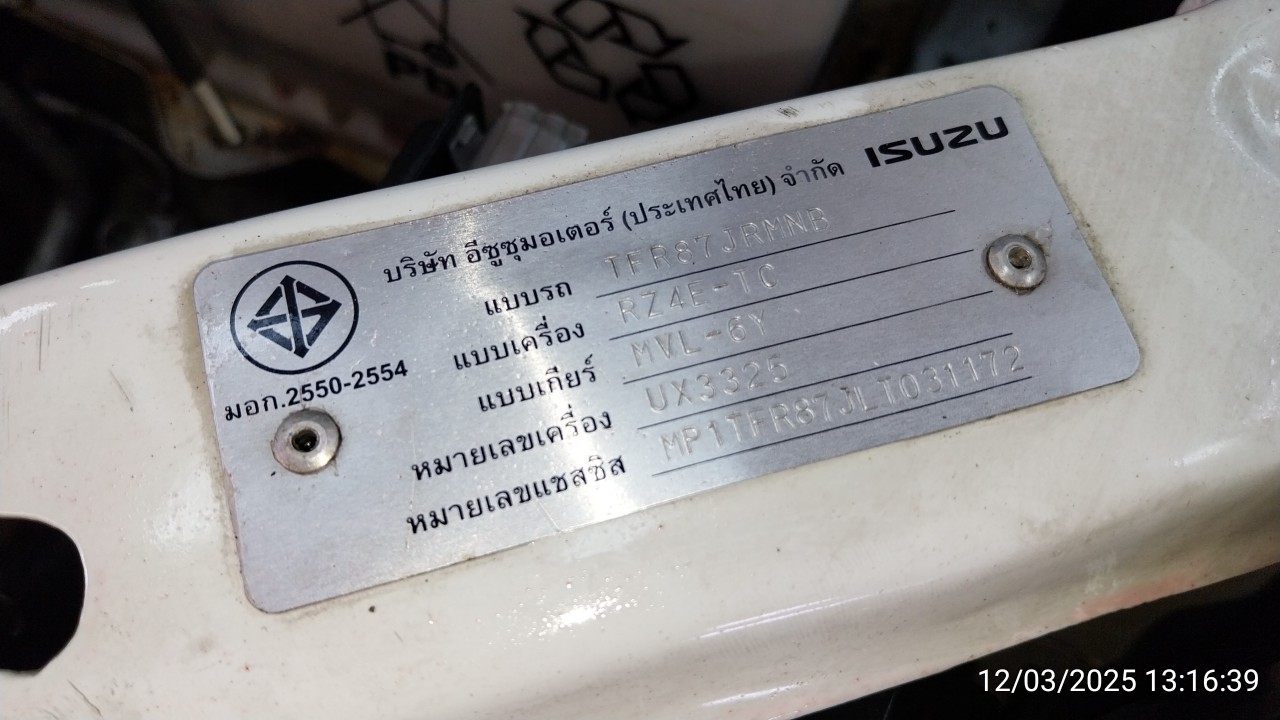 บริษัท อีซูซุมอเตอร์ (ประเทศไทย) จำกัด ISUZU
มอก.2550-2554
แบบรถ TFR87JRMNB
แบบเครื่อง RZ4E-TC
แบบเกียร์ MVL-6Y
หมายเลขเครื่อง UX3325
หมายเลขแชสซิส MP1TFR87JLT031172
12/03/2025 13:16:39